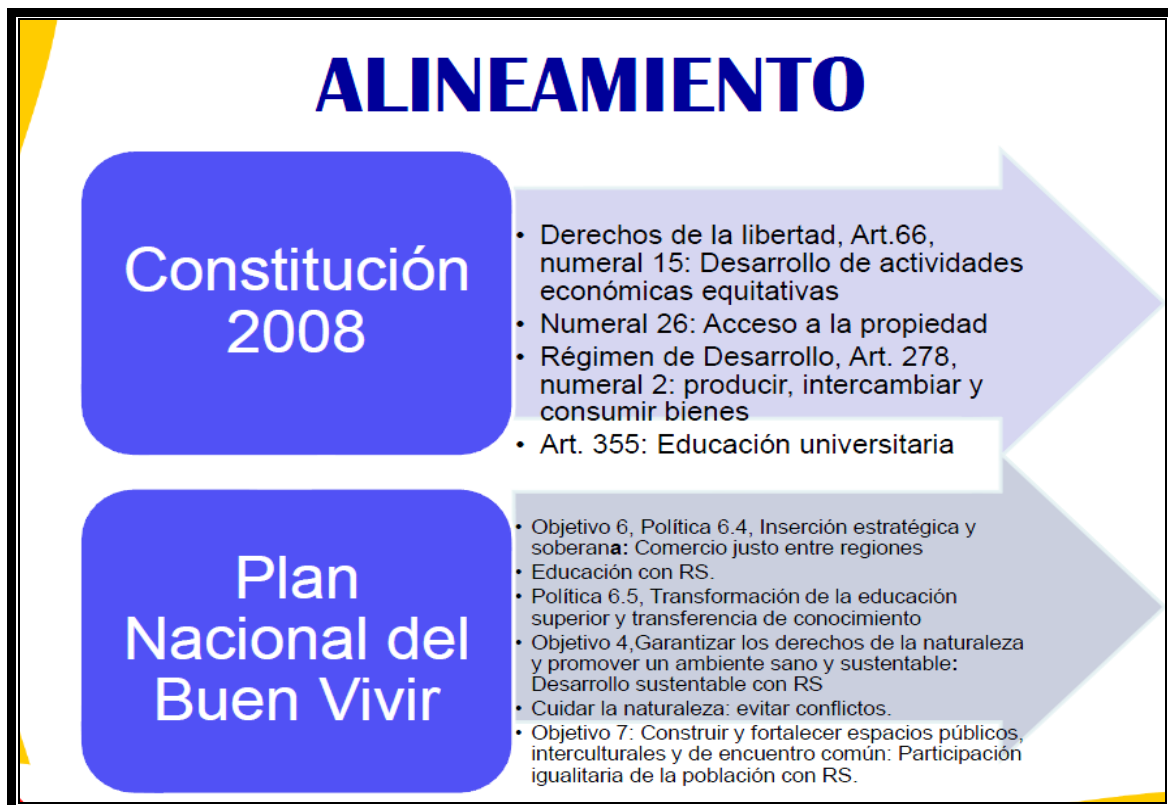 ALINEAMIENTO
Constitución
2008
• Derechos de la libertad, Art.66,
numeral 15: Desarrollo de actividades
económicas equitativas
• Numeral 26: Acceso a la propiedad
• Régimen de Desarrollo, Art. 278,
numeral 2: producir, intercambiar y
consumir bienes
• Art. 355: Educación universitaria
Plan
Nacional del
Buen Vivir
• Objetivo 6, Política 6.4, Inserción estratégica y
soberana: Comercio justo entre regiones
• Educación con RS.
• Política 6.5, Transformación de la educación
superior y transferencia de conocimiento
• Objetivo 4,Garantizar los derechos de la naturaleza
y promover un ambiente sano y sustentable:
Desarrollo sustentable con RS
• Cuidar la naturaleza: evitar conflictos.
• Objetivo 7: Construir y fortalecer espacios públicos,
interculturales y de encuentro común: Participación
igualitaria de la población con RS.